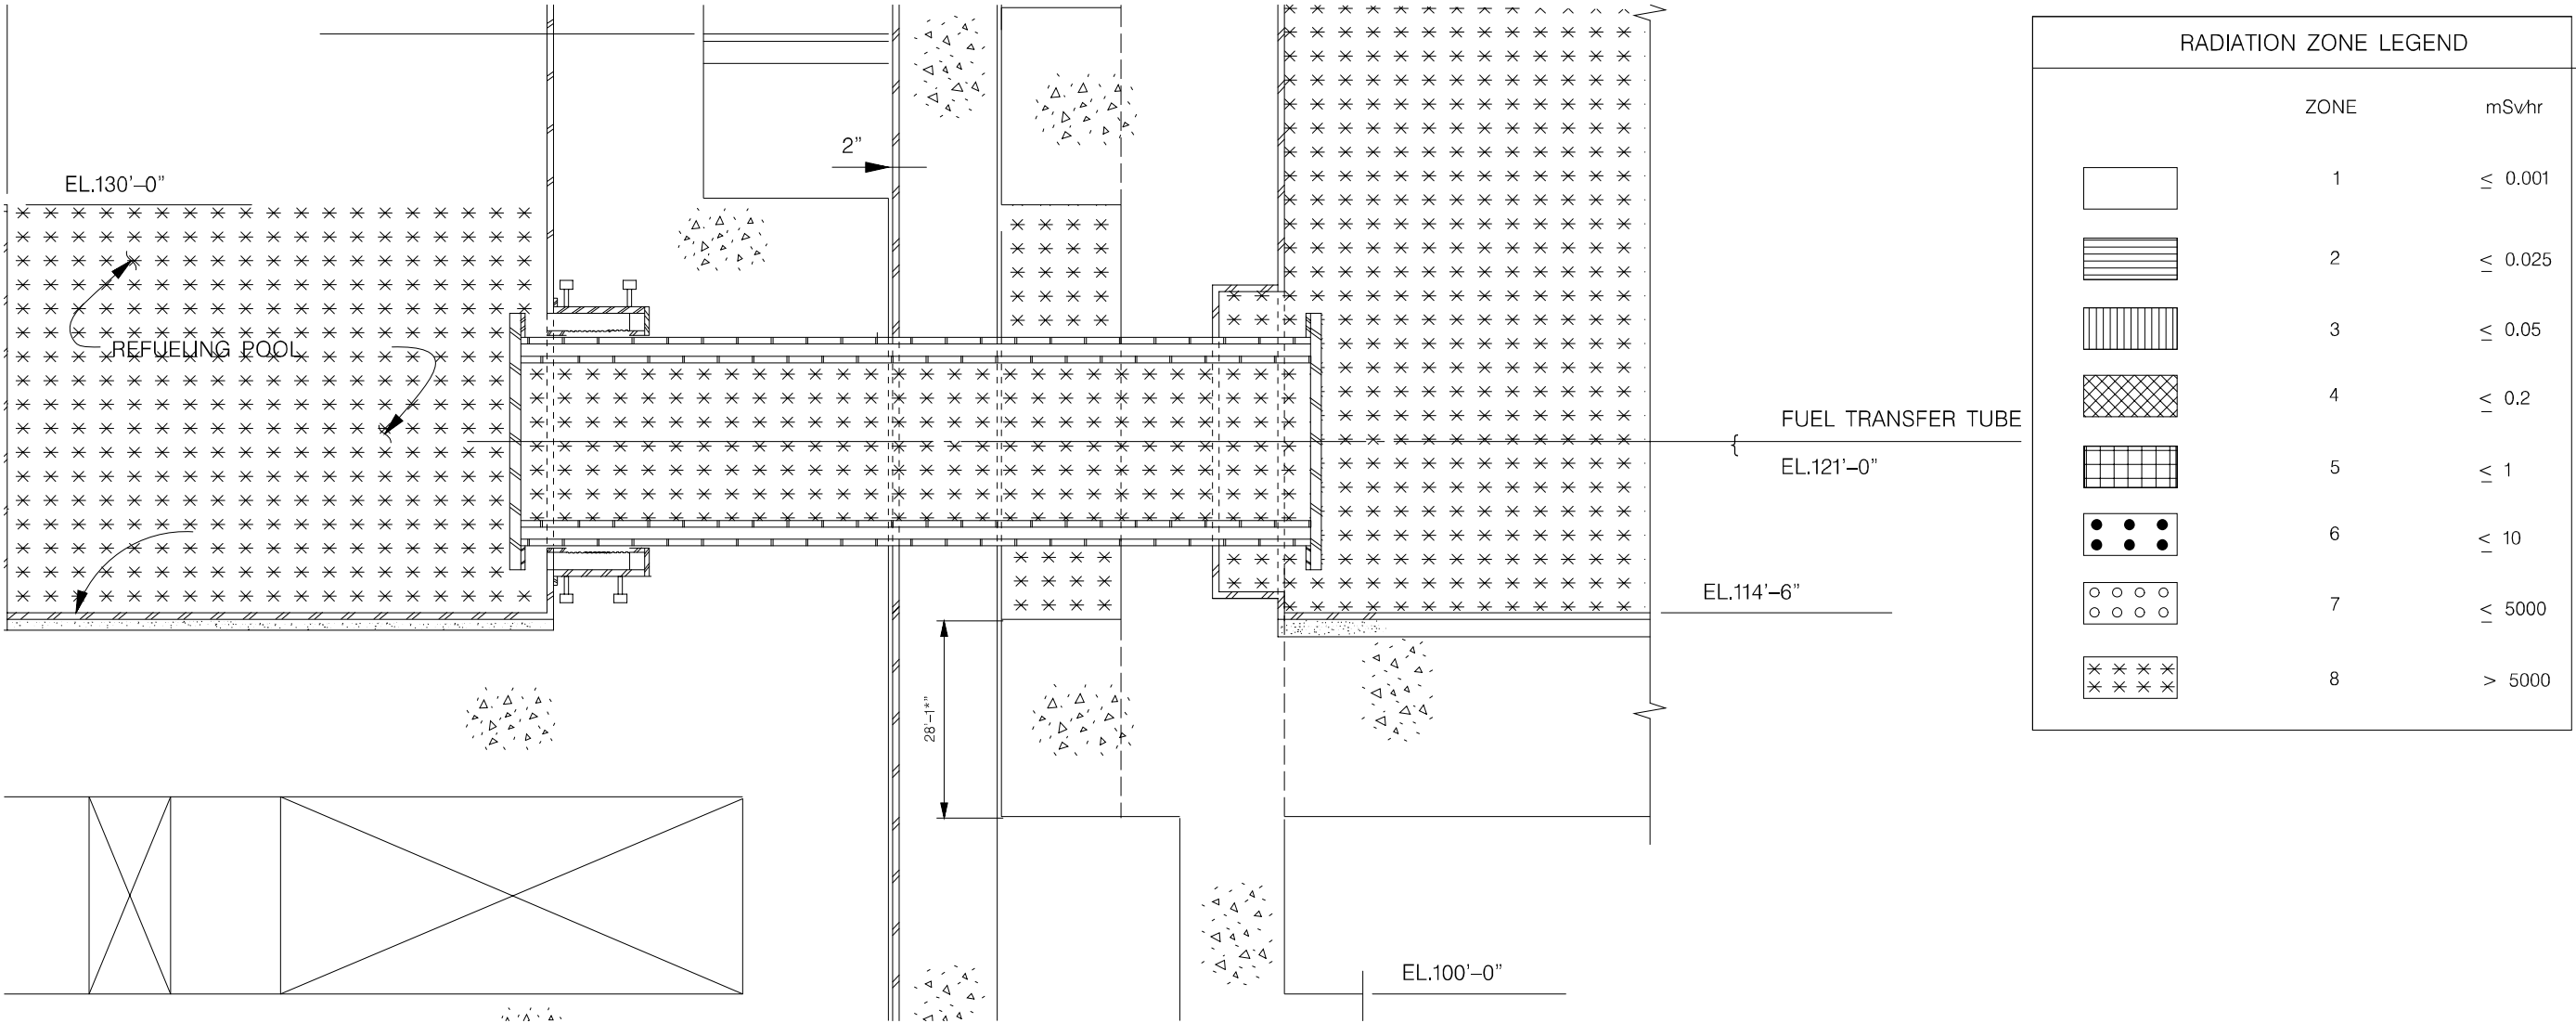 EL.130'–0"
2"
REFUELING POOL
FUEL TRANSFER TUBE
EL.121'–0"
EL.114'–6"
28'–1*"
EL.100'–0"
RADIATION ZONE LEGEND
ZONE mSv/hr
1 ≤ 0.001
2 ≤ 0.025
3 ≤ 0.05
4 ≤ 0.2
5 ≤ 1
6 ≤ 10
7 ≤ 5000
8 > 5000